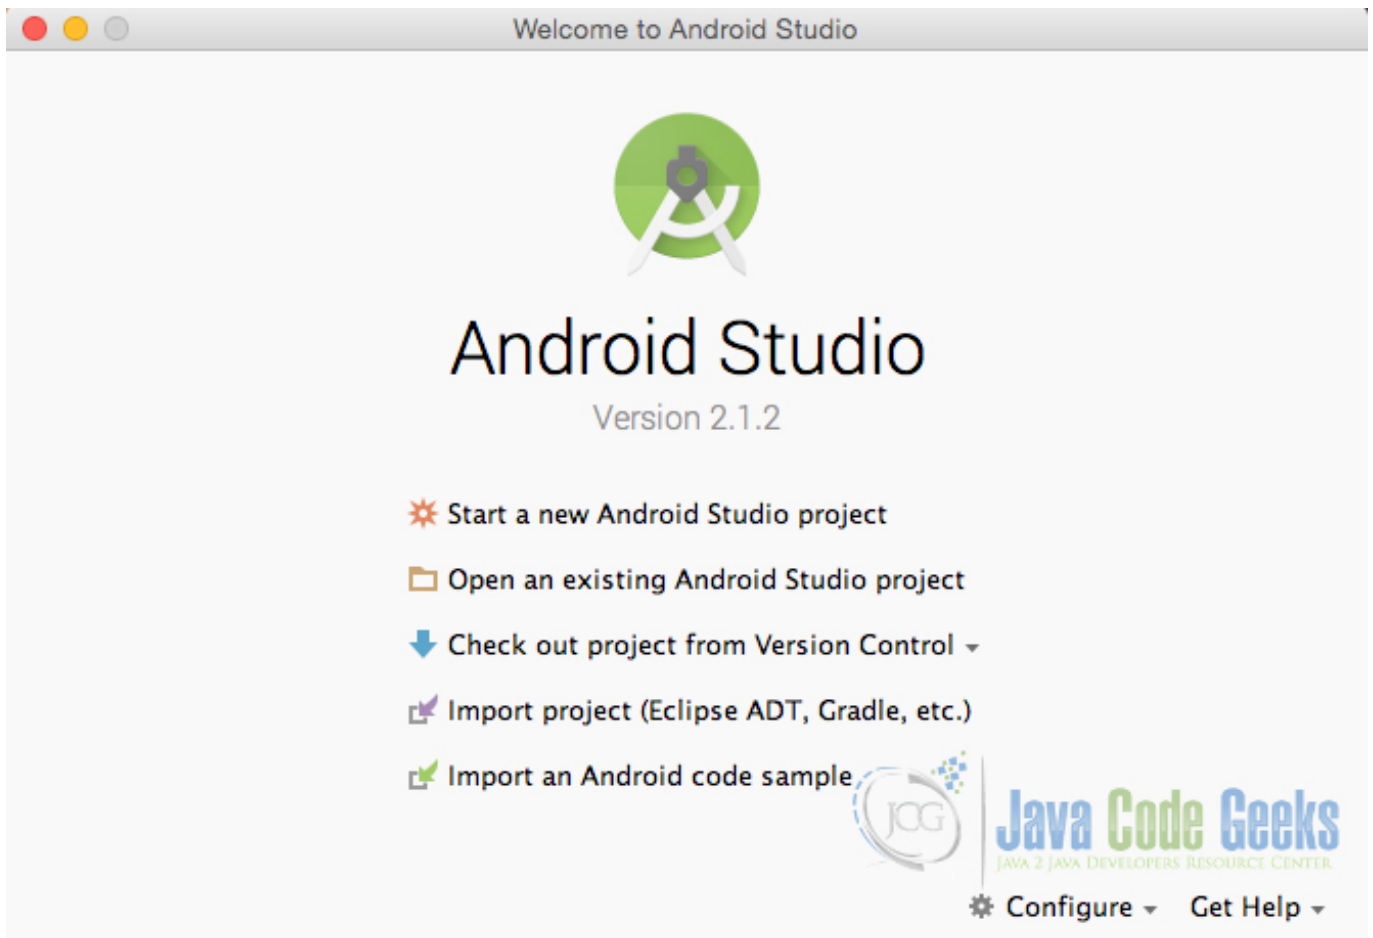 Welcome to Android Studio
Android Studio
Version 2.1.2
Start a new Android Studio project
Open an existing Android Studio project
Check out project from Version Control
Import project (Eclipse ADT, Gradle, etc.)
Import an Android code sample
JCG
Java Code Geeks
JAVA 2 JAVA DEVELOPERS RESOURCE CENTER
Configure Get Help